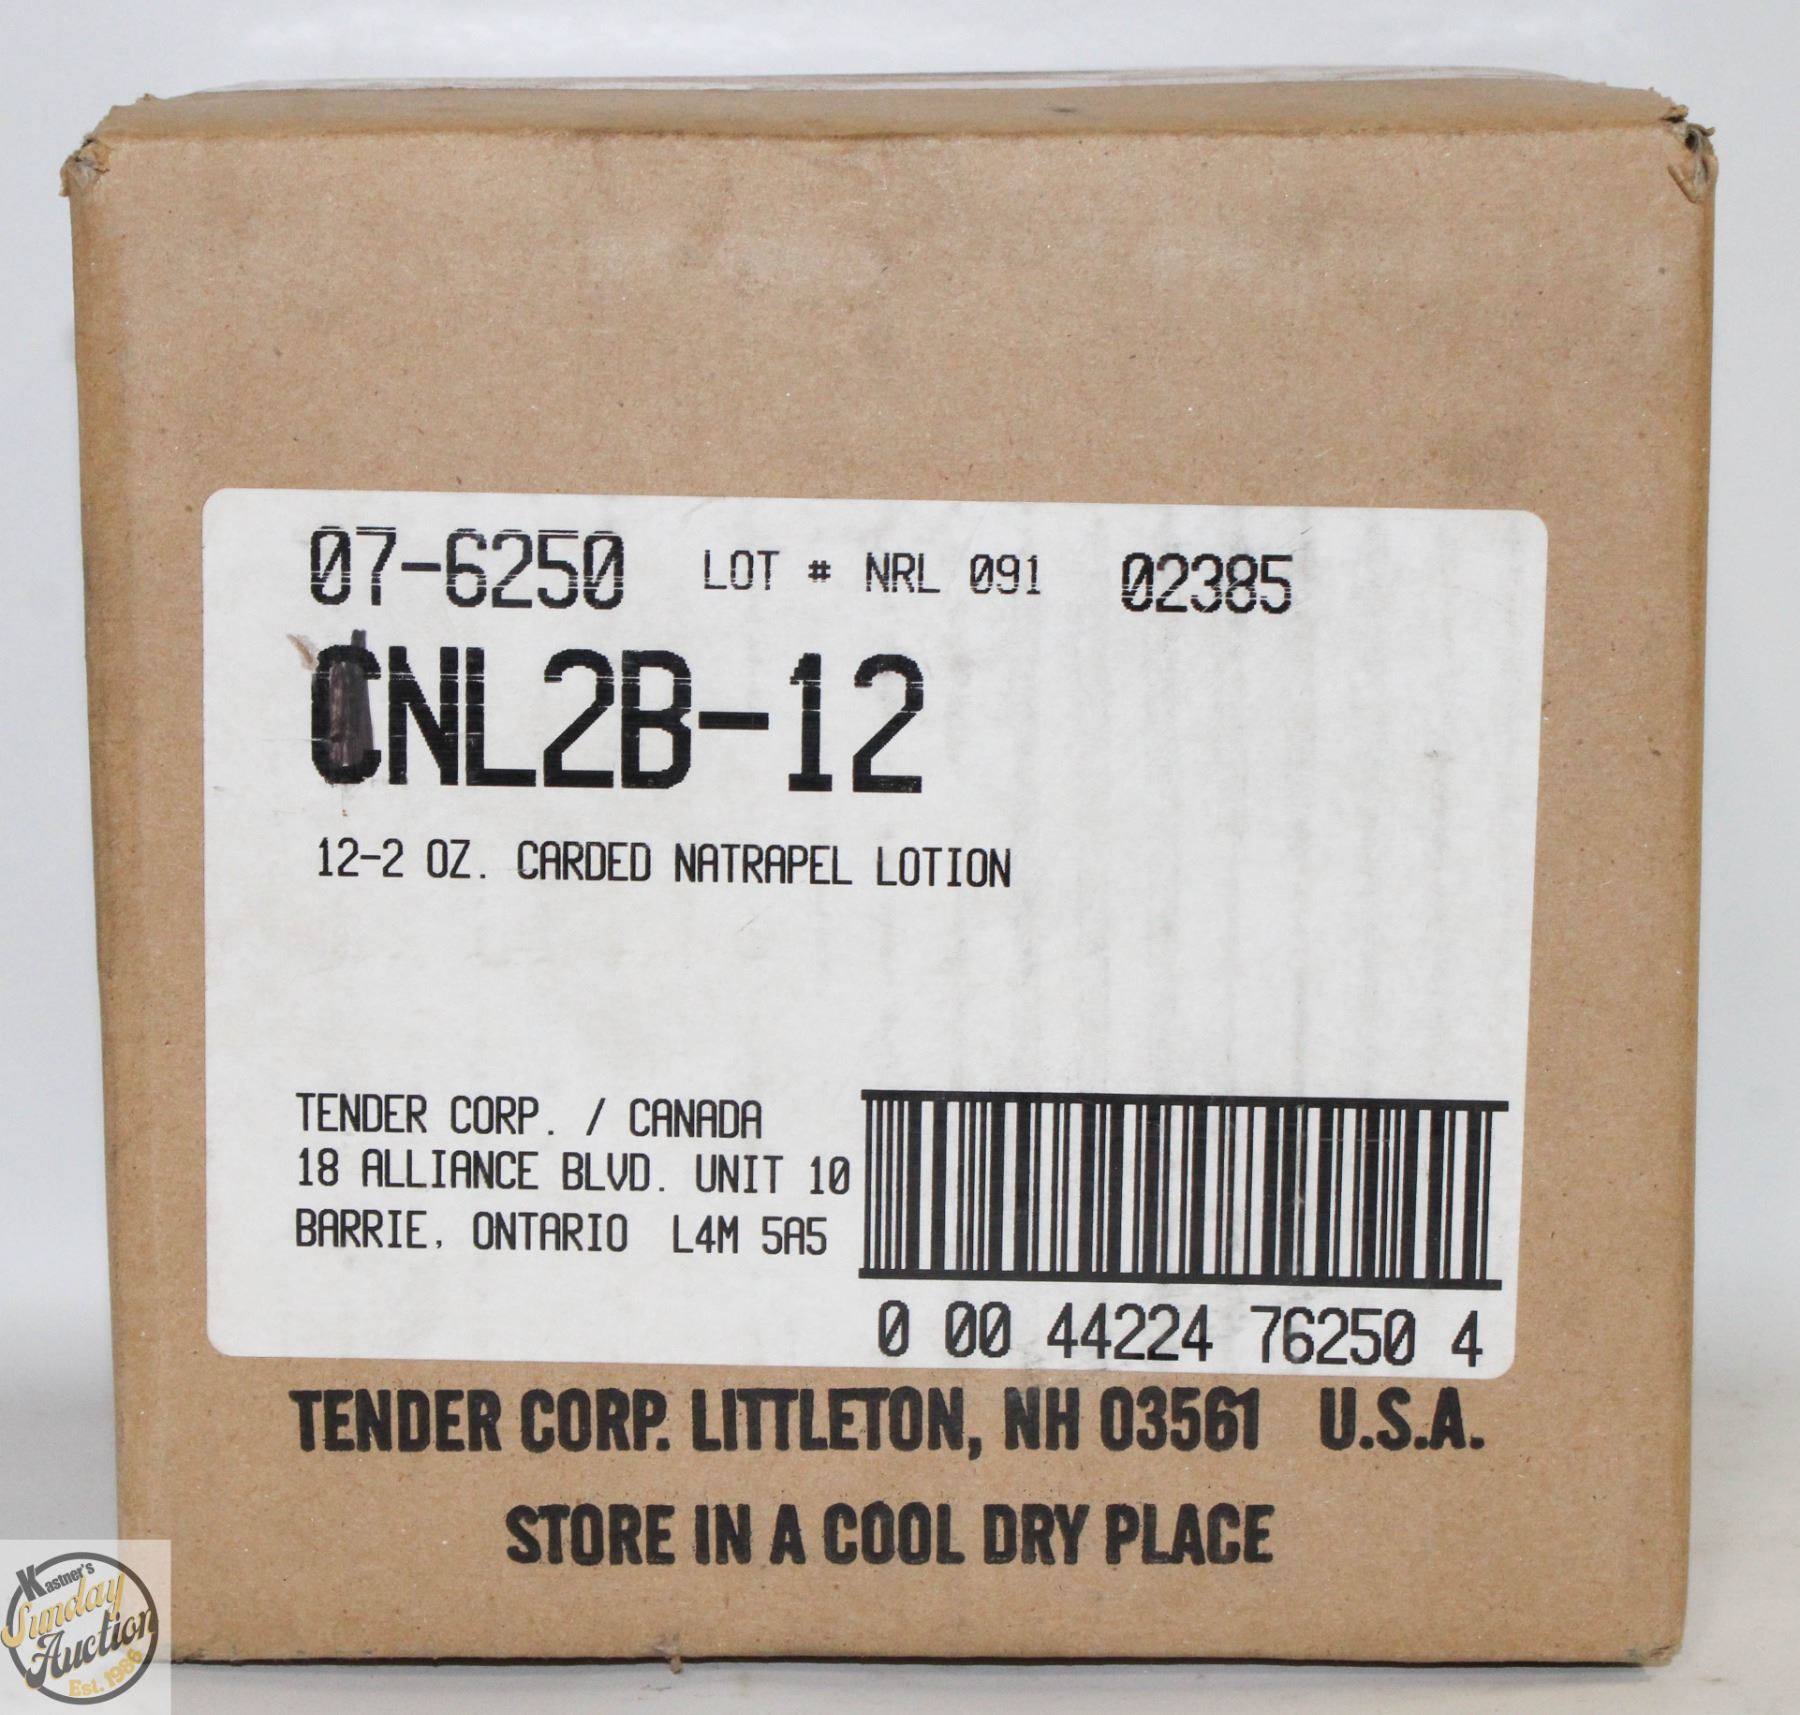 07-6250 LOT # NRL 091 02385
CNL2B-12
12-2 OZ. CARDED NATRAPEL LOTION
TENDER CORP. / CANADA
18 ALLIANCE BLVD. UNIT 10
BARRIE, ONTARIO L4M 5A5
0 00 44224 76250 4
TENDER CORP. LITTLETON, NH 03561 U.S.A.
STORE IN A COOL DRY PLACE
Kastner's
Sunday
Auction
Est. 1986